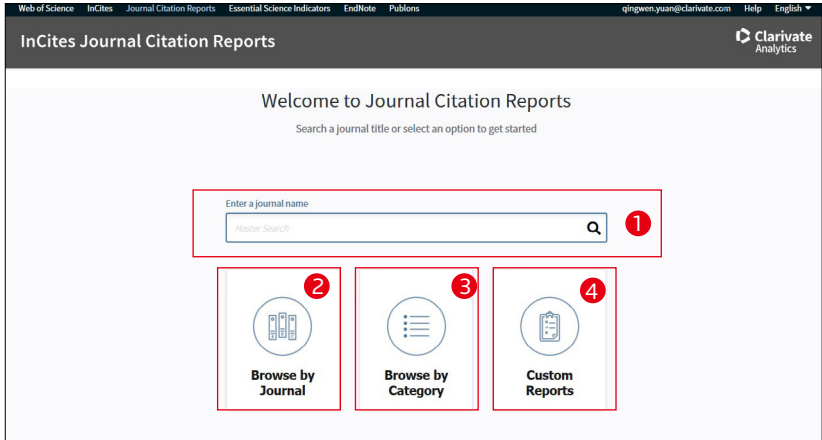 Web of Science InCites Journal Citation Reports Essential Science Indicators EndNote Publons qingwen.yuan@clarivate.com Help English
InCites Journal Citation Reports
Clarivate
Analytics
Welcome to Journal Citation Reports
Search a journal title or select an option to get started
Enter a journal name
Master Search
1
2
3
4
Browse by
Journal
Browse by
Category
Custom
Reports